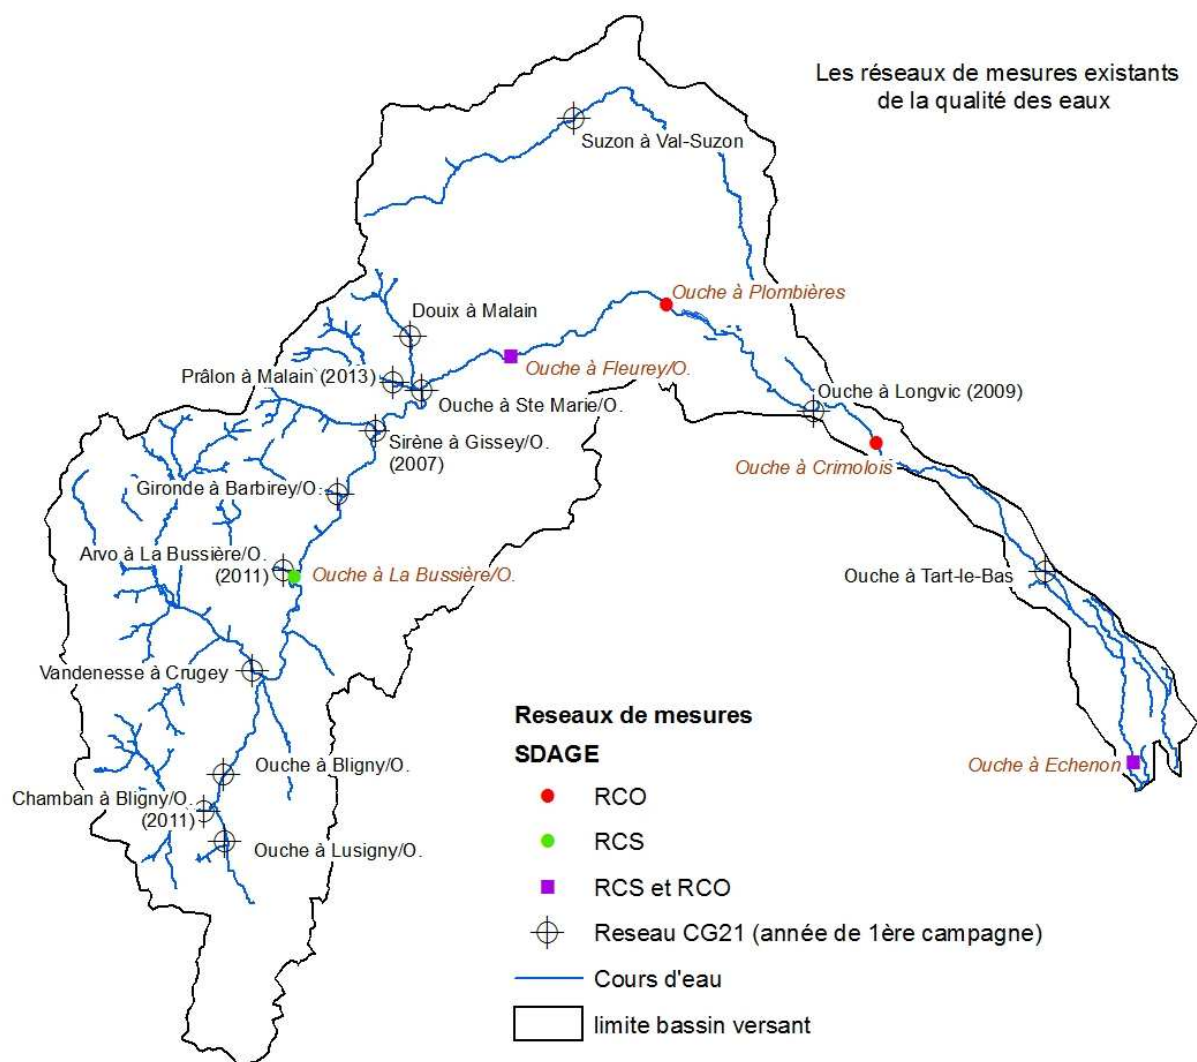 Les réseaux de mesures existants
de la qualité des eaux
Suzon à Val-Suzon
Ouche à Plombières
Douix à Malain
Ouche à Fleurey/O.
Prâlon à Malain (2013)
Ouche à Ste Marie/O.
Ouche à Longvic (2009)
Sirène à Gissey/O.
(2007)
Ouche à Crimolois
Gironde à Barbirey/O.
Arvo à La Bussière/O.
(2011)
Ouche à La Bussière/O.
Ouche à Tart-le-Bas
Vandenesse à Crugey
Ouche à Bligny/O.
Chamban à Bligny/O.
(2011)
Ouche à Lusigny/O.
Ouche à Echenon
Reseaux de mesures
SDAGE
RCO
RCS
RCS et RCO
Reseau CG21 (année de 1ère campagne)
Cours d'eau
limite bassin versant